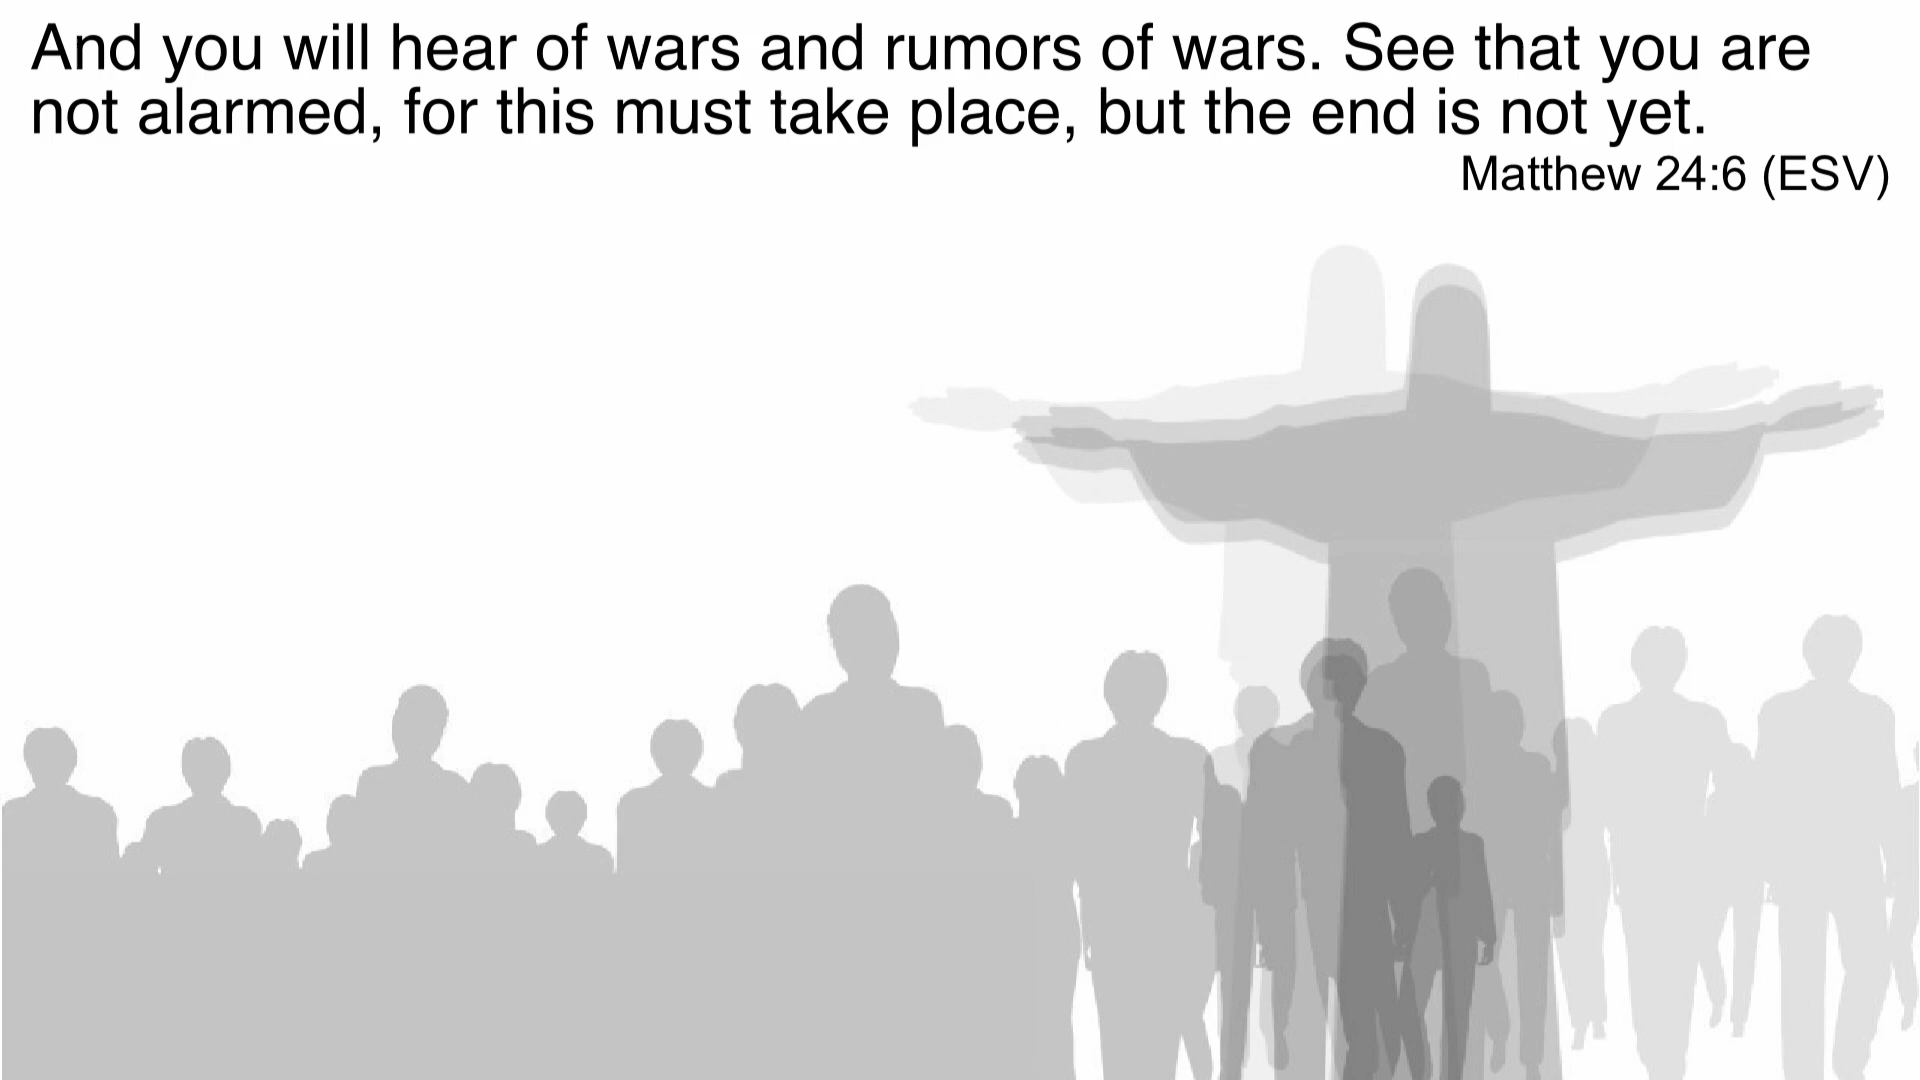 And you will hear of wars and rumors of wars. See that you are
not alarmed, for this must take place, but the end is not yet.
Matthew 24:6 (ESV)